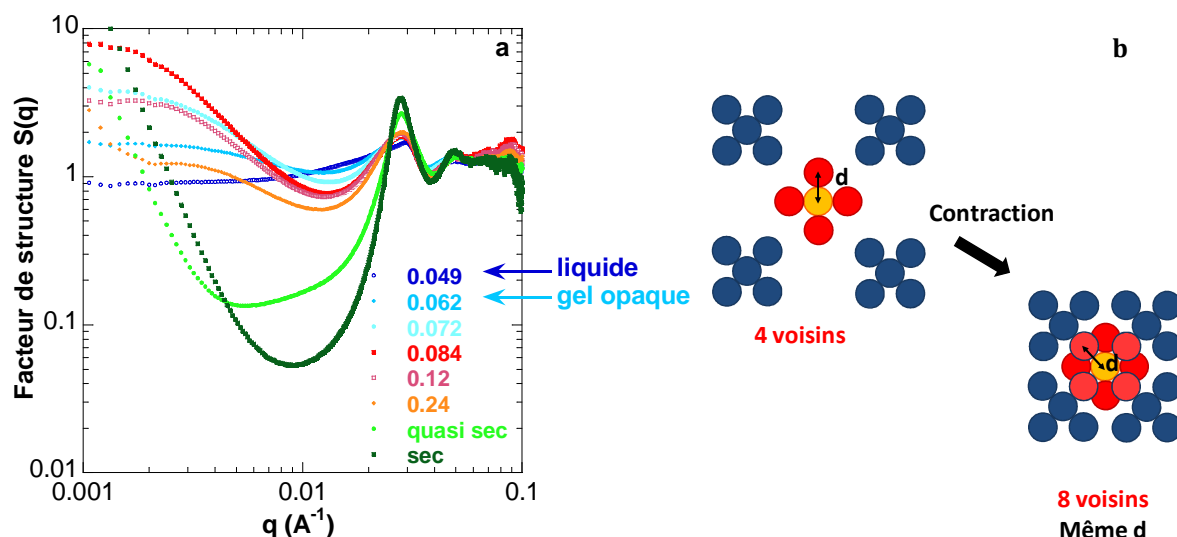 a
b
Facteur de structure S(q)
10
1
0.1
0.01
0.001
0.01
0.1
q (A⁻¹)
0.049
liquide
0.062
gel opaque
0.072
0.084
0.12
0.24
quasi sec
sec
d
4 voisins
Contraction
d
8 voisins
Même d